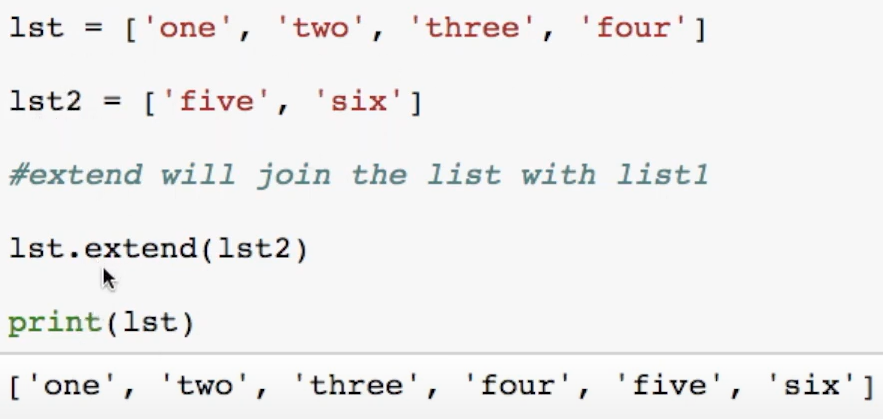 lst = ['one', 'two', 'three', 'four']
lst2 = ['five', 'six']
#extend will join the list with list1
lst.extend(lst2)
print(lst)
['one', 'two', 'three', 'four', 'five', 'six']